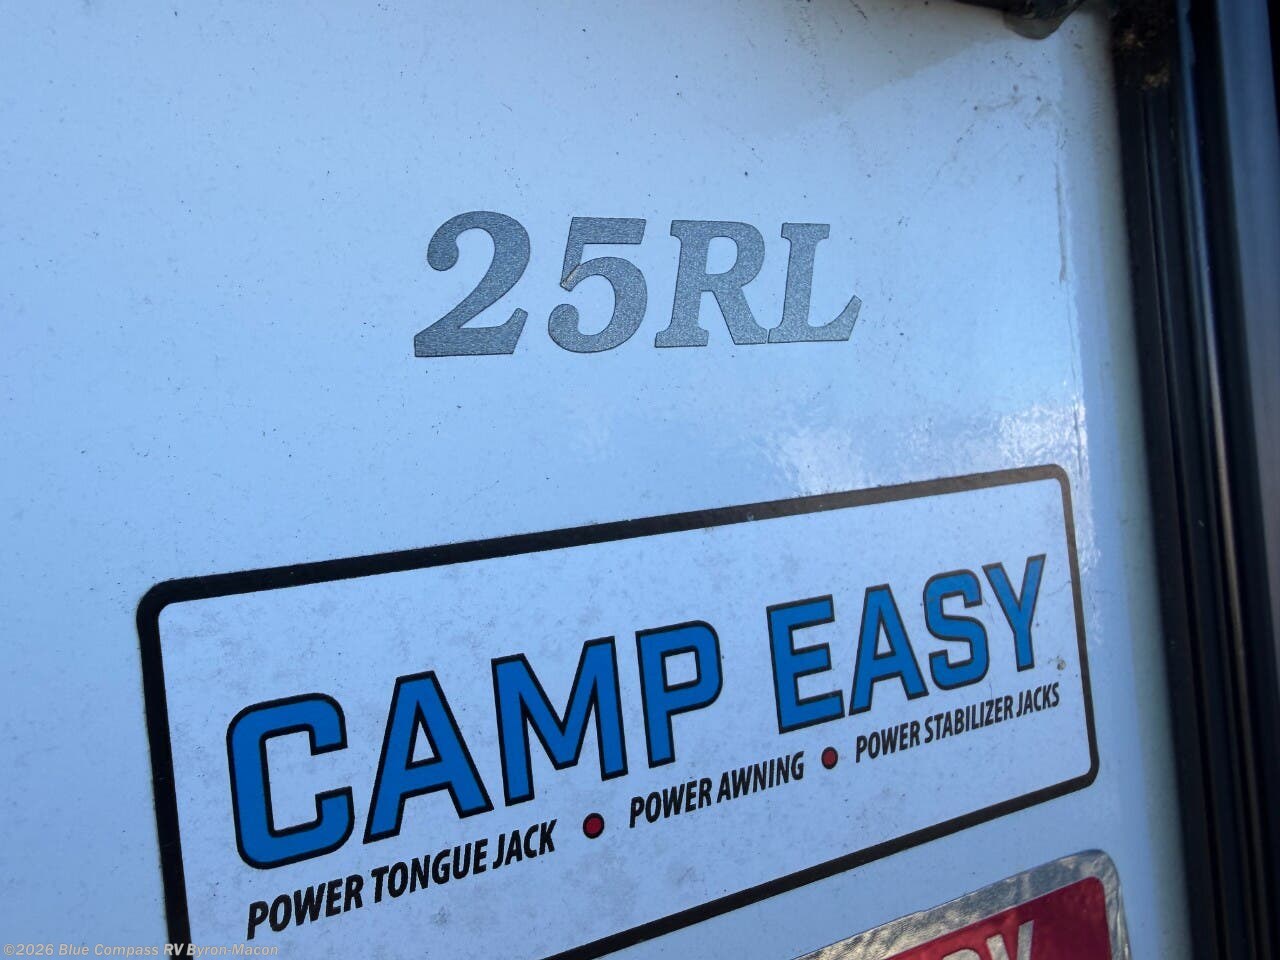 25RL
CAMP EASY
POWER TONGUE JACK • POWER AWNING • POWER STABILIZER JACKS
©2026 Blue Compass RV Byron-Macon